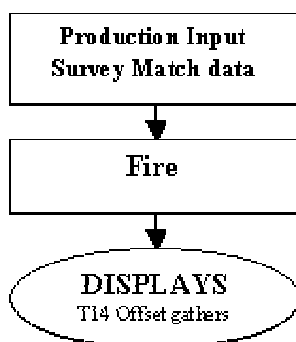 Production Input
Survey Match data
Fire
DISPLAYS
T14 Offset gathers